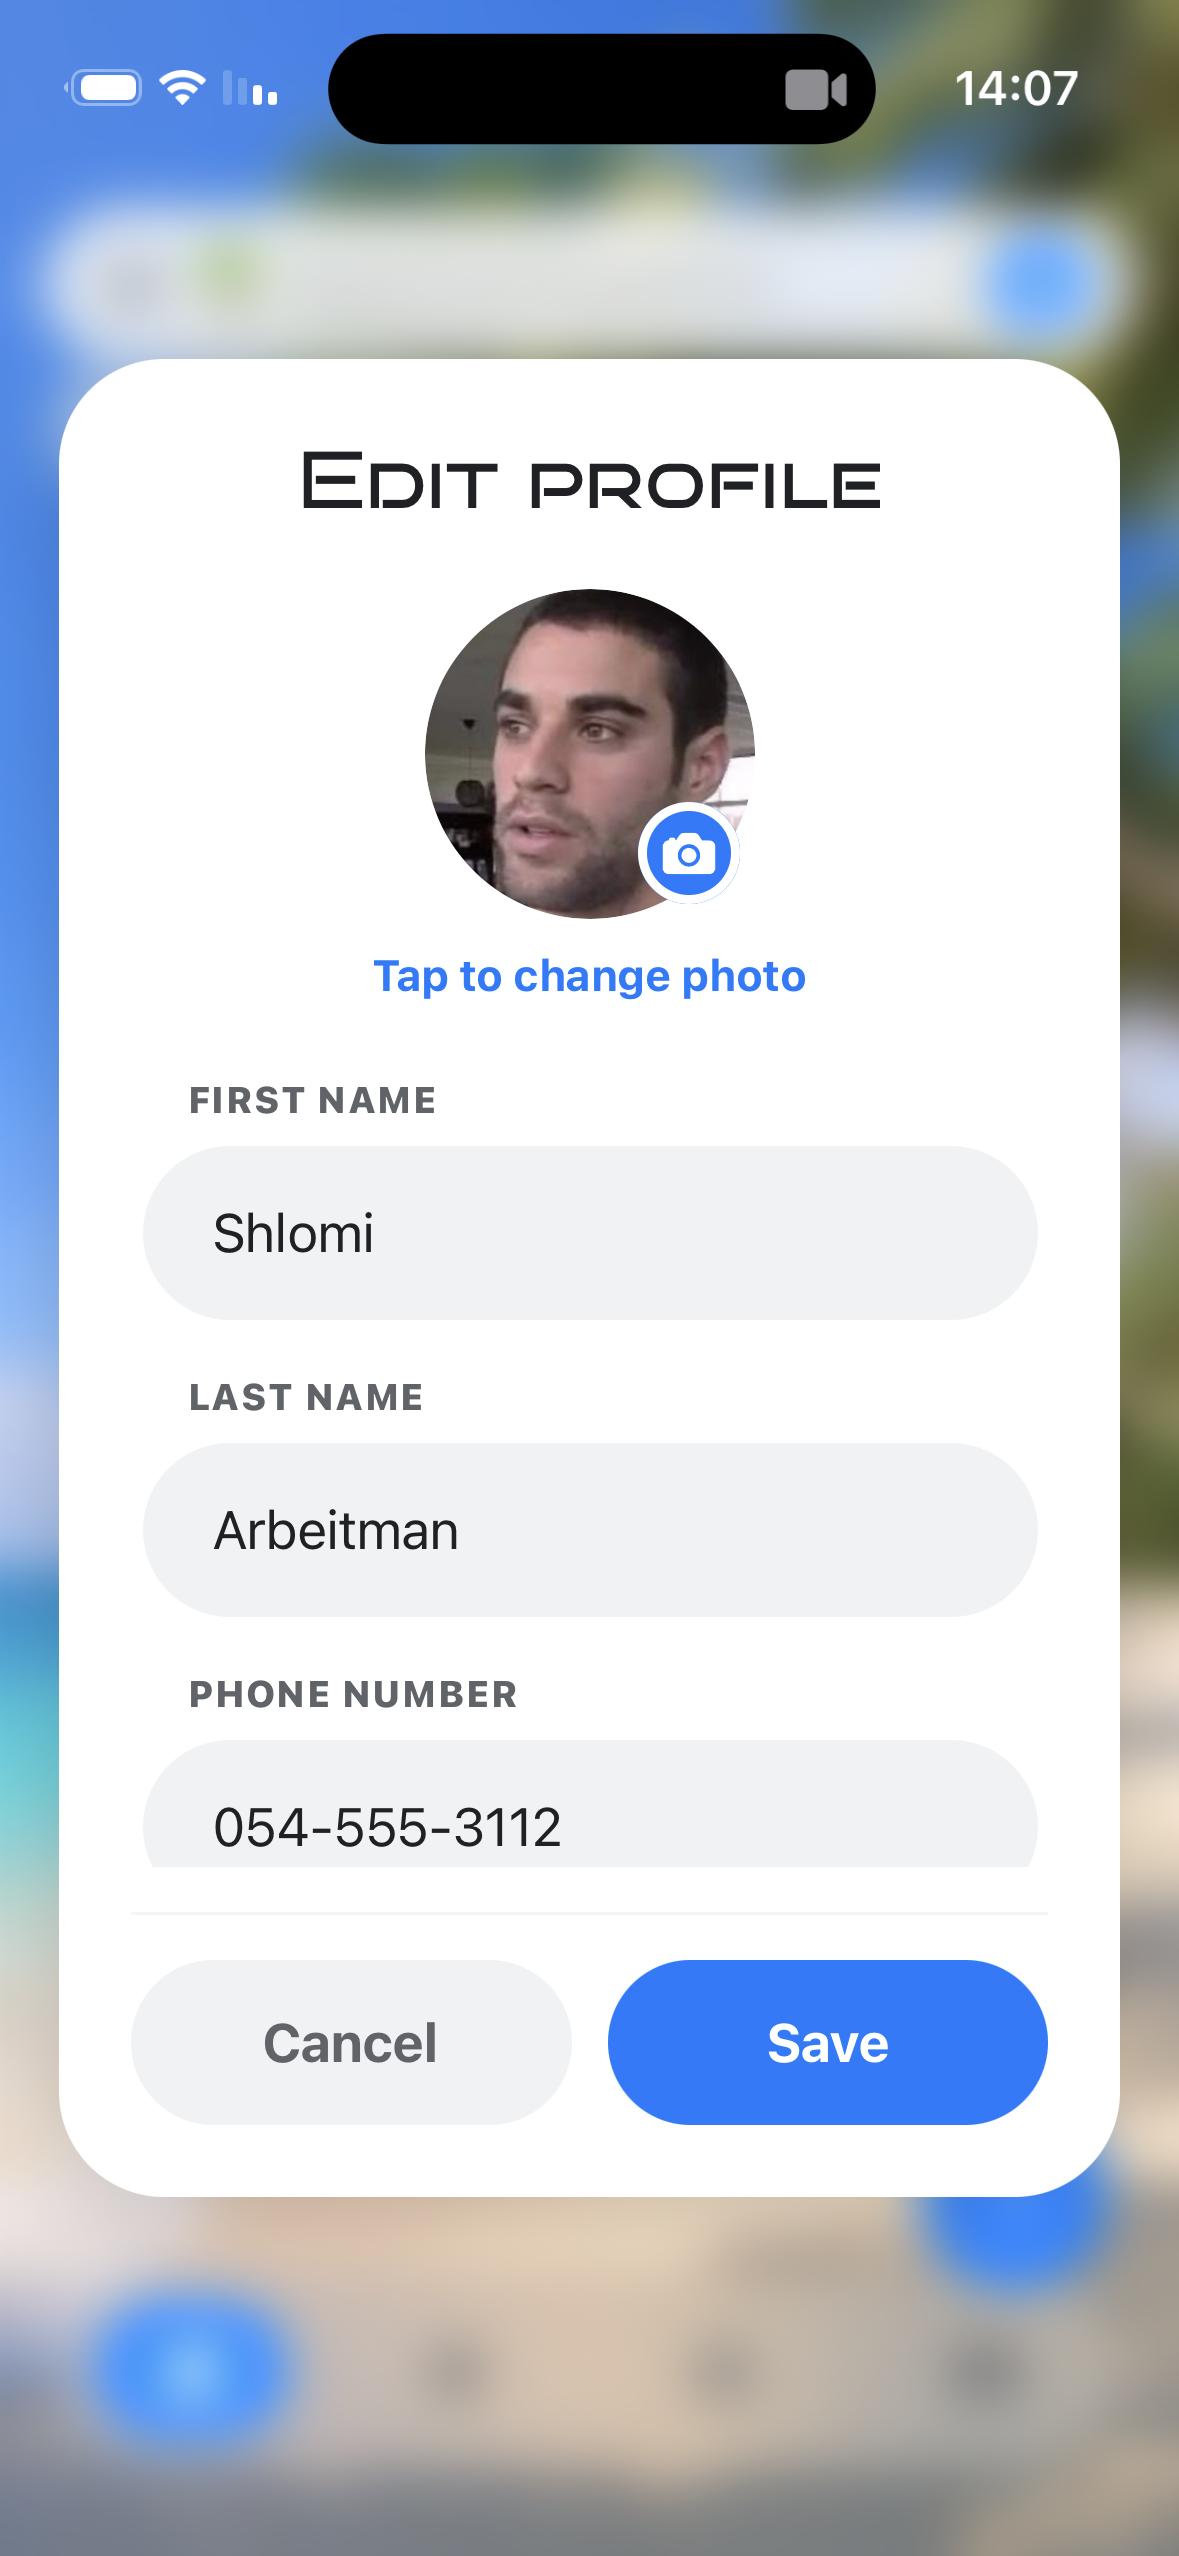 14:07
Edit profile
Tap to change photo
FIRST NAME
Shlomi
LAST NAME
Arbeitman
PHONE NUMBER
054-555-3112
Cancel
Save